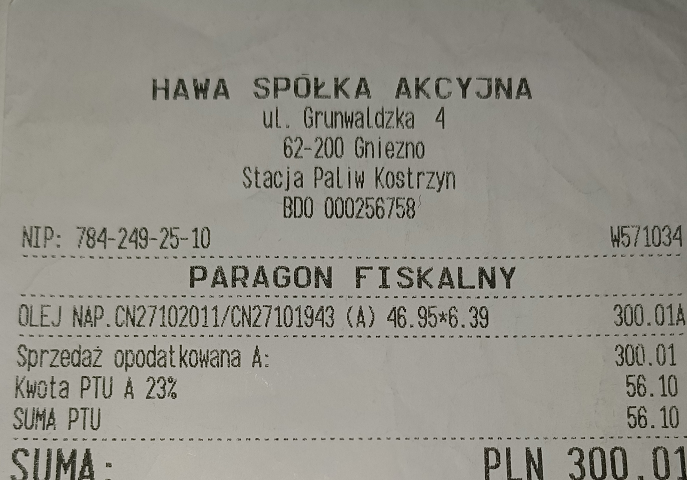 HAWA SPÓŁKA AKCYJNA
ul. Grunwaldzka 4
62-200 Gniezno
Stacja Paliw Kostrzyn
BDO 000256758
NIP: 784-249-25-10 W571034
PARAGON FISKALNY
OLEJ NAP.CN27102011/CN27101943 (A) 46.95*6.39 300.01A
Sprzedaż opodatkowana A: 300.01
Kwota PTU A 23% 56.10
SUMA PTU 56.10
SUMA: PLN 300.01